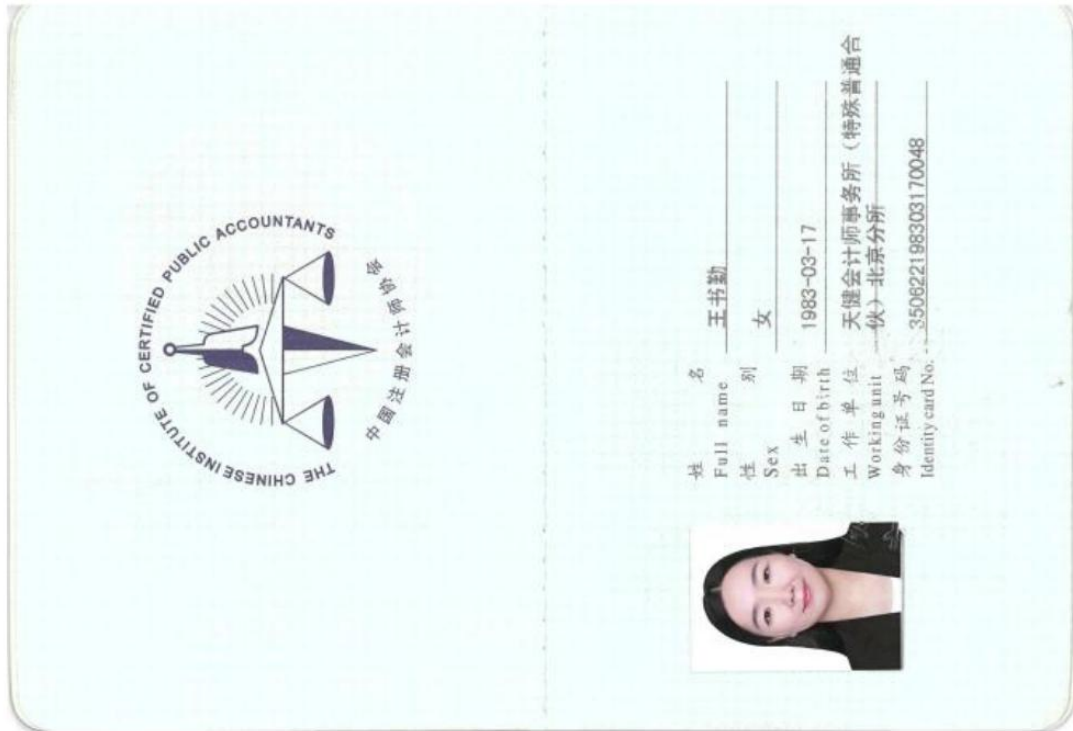 THE CHINESE INSTITUTE OF CERTIFIED PUBLIC ACCOUNTANTS
中国注册会计师协会
姓 名 王书勤
Full name
性 别 女
Sex
出 生 日 期 1983-03-17
Date of birth
工 作 单 位 天健会计师事务所（特殊普通合
Working unit 伙）北京分所
身份证号码 350622198303170048
Identity card No.